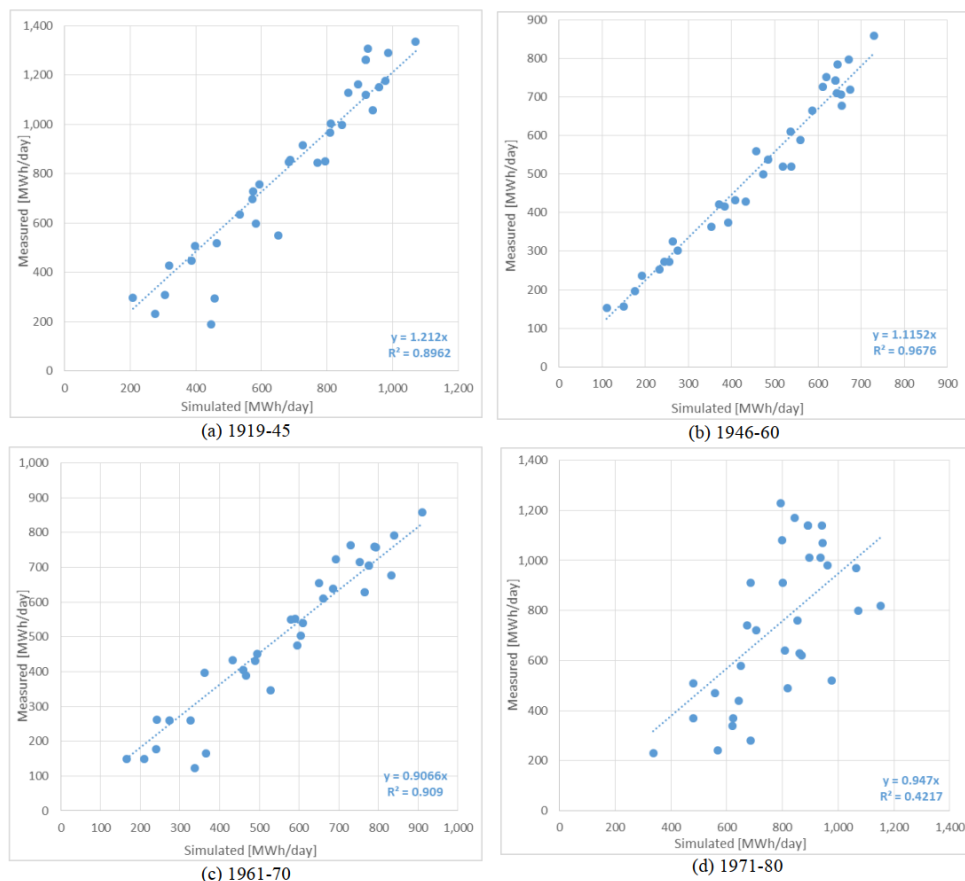 1,400
1,200
1,000
800
600
400
200
0
Measured [MWh/day]
y = 1.212x
R² = 0.8962
0 200 400 600 800 1,000 1,200
Simulated [MWh/day]
(a) 1919-45
900
800
700
600
500
400
300
200
100
0
Measured [MWh/day]
y = 1.1152x
R² = 0.9676
0 100 200 300 400 500 600 700 800 900
Simulated [MWh/day]
(b) 1946-60
1,000
900
800
700
600
500
400
300
200
100
0
Measured [MWh/day]
y = 0.9066x
R² = 0.909
0 100 200 300 400 500 600 700 800 900 1,000
Simulated [MWh/day]
(c) 1961-70
1,400
1,200
1,000
800
600
400
200
0
Measured [MWh/day]
y = 0.947x
R² = 0.4217
0 200 400 600 800 1,000 1,200 1,400
Simulated [MWh/day]
(d) 1971-80